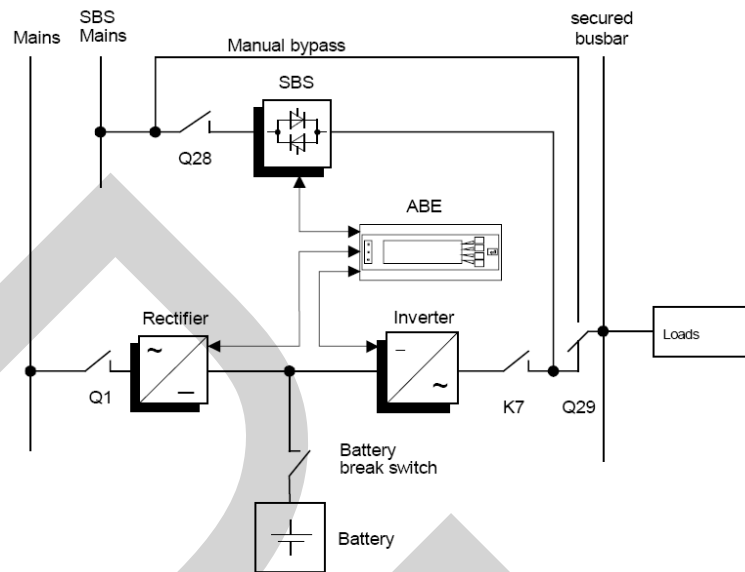 SBS
Mains
Mains
secured
busbar
Manual bypass
SBS
Q28
ABE
Rectifier
Inverter
Loads
Q1
K7
Q29
Battery
break switch
Battery